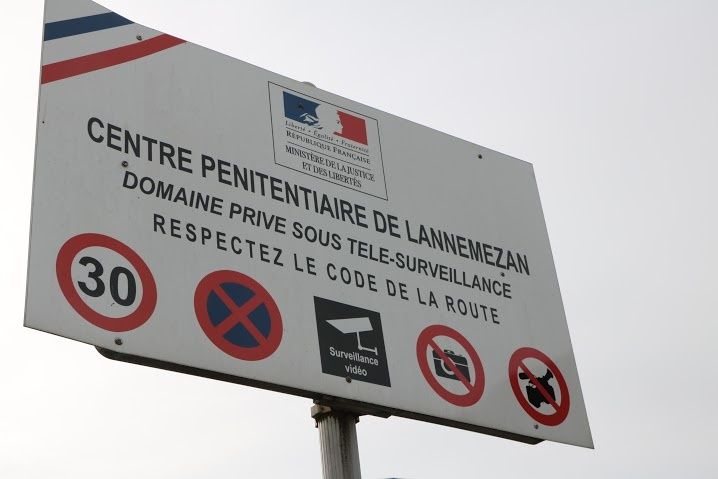 Liberté • Égalité • Fraternité
RÉPUBLIQUE FRANÇAISE
MINISTÈRE DE LA JUSTICE
ET DES LIBERTÉS
CENTRE PENITENTIAIRE DE LANNEMEZAN
DOMAINE PRIVE SOUS TELE-SURVEILLANCE
RESPECTEZ LE CODE DE LA ROUTE
30
Surveillance
vidéo